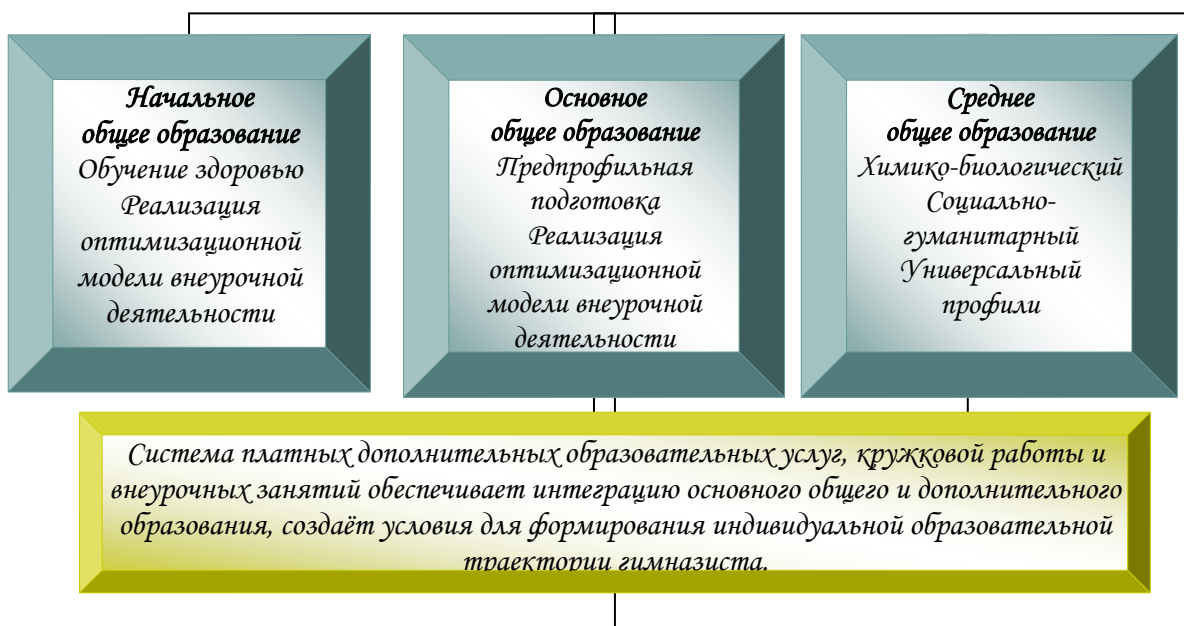 Начальное
общее образование
Обучение здоровью
Реализация
оптимизационной
модели внеурочной
деятельности
Основное
общее образование
Предпрофильная
подготовка
Реализация
оптимизационной
модели внеурочной
деятельности
Среднее
общее образование
Химико-биологический
Социально-
гуманитарный
Универсальный
профили
Система платных дополнительных образовательных услуг, кружковой работы и
внеурочных занятий обеспечивает интеграцию основного общего и дополнительного
образования, создаёт условия для формирования индивидуальной образовательной
траектории гимназиста.